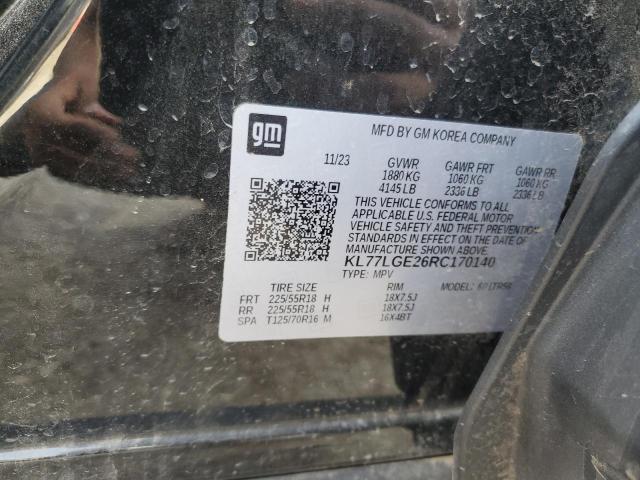 gm
MFD BY GM KOREA COMPANY
11/23 GVWR GAWR FRT GAWR RR
1880 KG 1060 KG 1060 KG
4145 LB 2336 LB 2336 LB
THIS VEHICLE CONFORMS TO ALL
APPLICABLE U.S. FEDERAL MOTOR
VEHICLE SAFETY AND THEFT PREVENTION
STANDARDS IN EFFECT ON THE DATE OF
MANUFACTURE SHOWN ABOVE.
KL77LGE26RC170140
TYPE: MPV MODEL:
TIRE SIZE RIM
FRT 225/55R18 H 18X7.5J
RR 225/55R18 H 18X7.5J
SPA T125/70R16 M 16X4BT